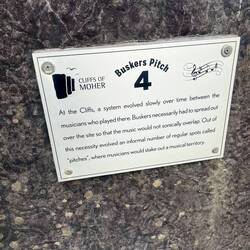 Buskers Pitch
4
CLIFFS OF
MOHER
At the Cliffs, a system evolved slowly over time between the
musicians who played there. Buskers necessarily had to spread out
over the site so that the music would not sonically overlap. Out of
this necessity evolved an informal number of regular spots called
"pitches", where musicians would stake out a musical territory.